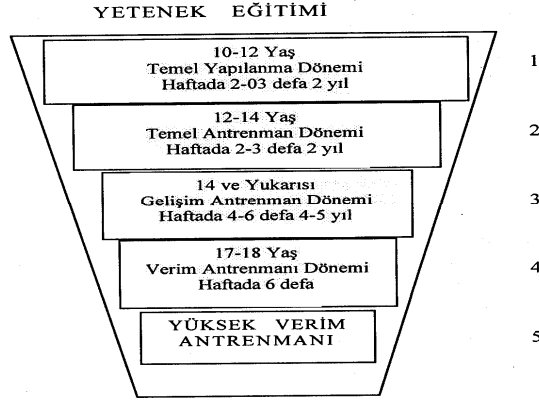 YETENEK EĞİTİMİ
10-12 Yaş
Temel Yapılanma Dönemi
Haftada 2-03 defa 2 yıl
1
12-14 Yaş
Temel Antrenman Dönemi
Haftada 2-3 defa 2 yıl
2
14 ve Yukarısı
Gelişim Antrenman Dönemi
Haftada 4-6 defa 4-5 yıl
3
17-18 Yaş
Verim Antrenmanı Dönemi
Haftada 6 defa
4
YÜKSEK VERİM
ANTRENMANI
5